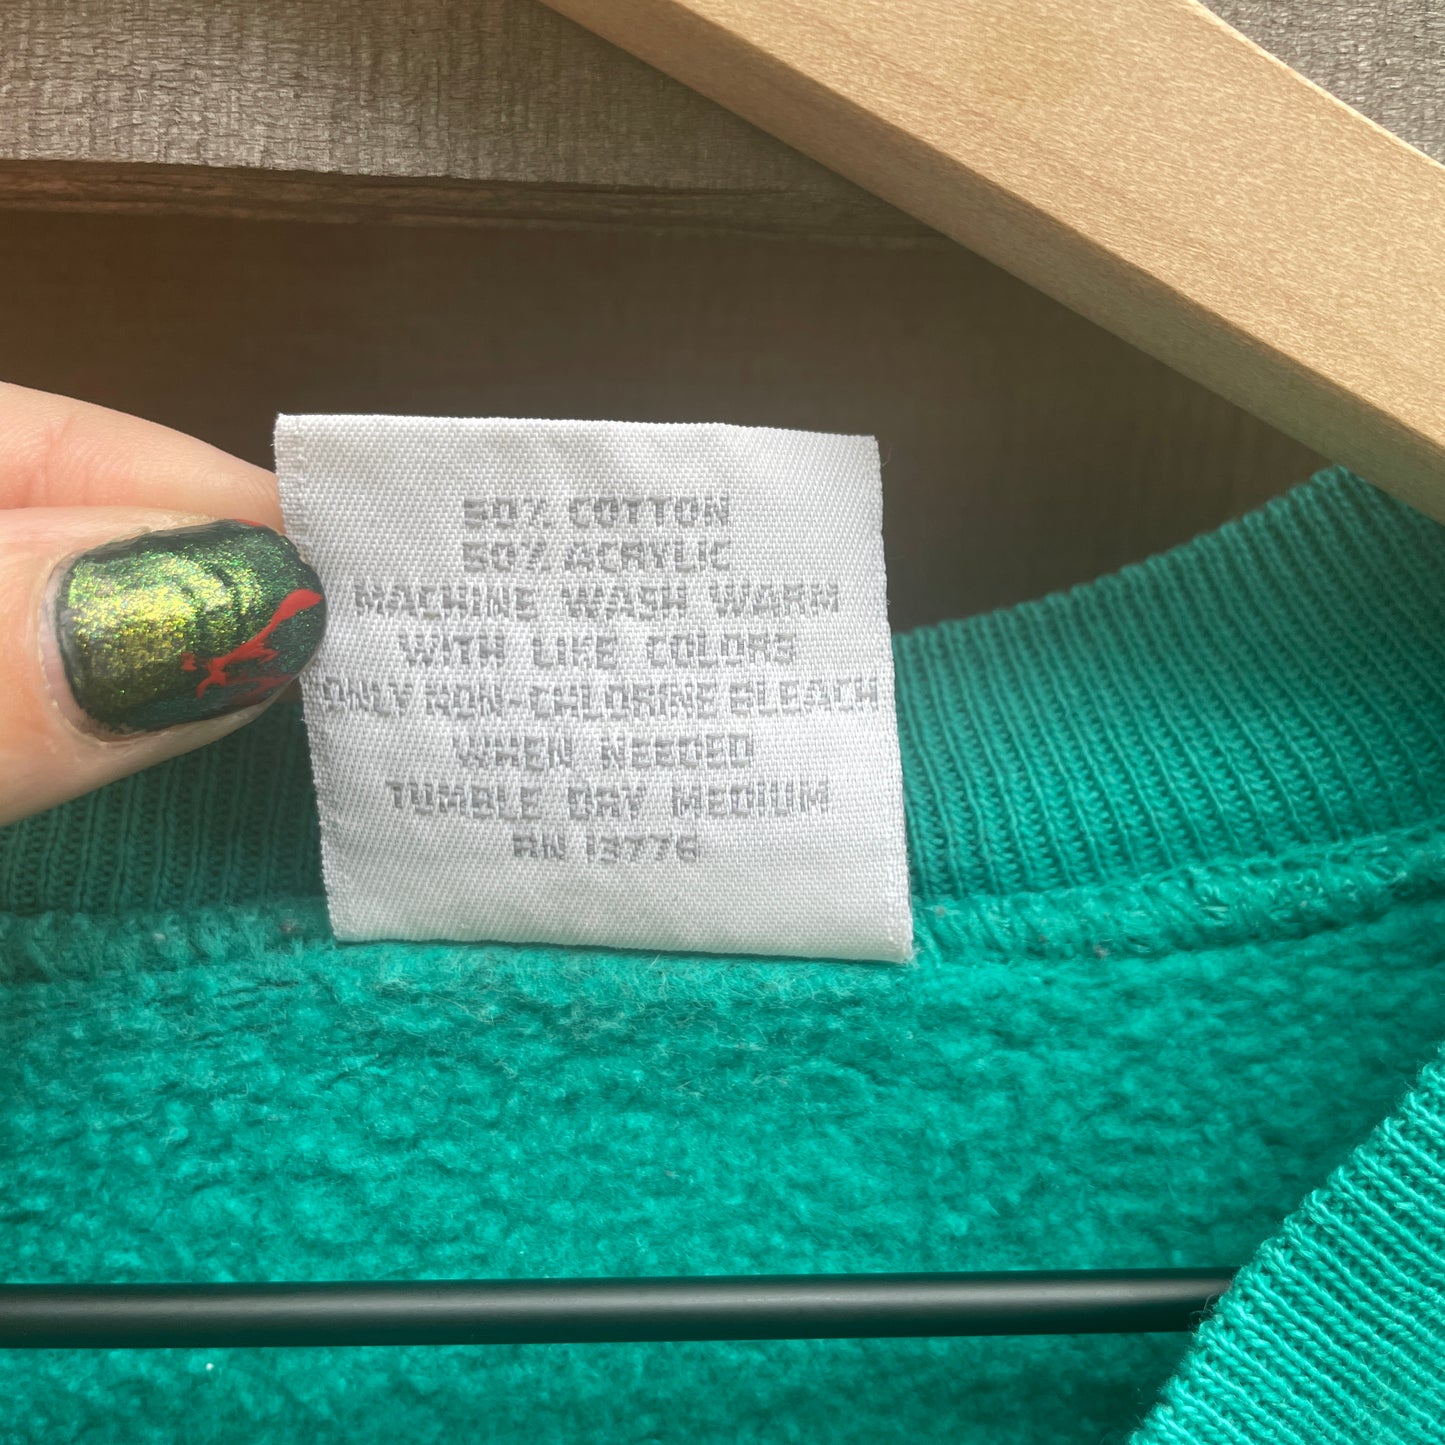 50% COTTON
50% ACRYLIC
MACHINE WASH WARM
WITH LIKE COLORS
ONLY NON-CHLORINE BLEACH
WHEN NEEDED
TUMBLE DRY MEDIUM
RN 13776